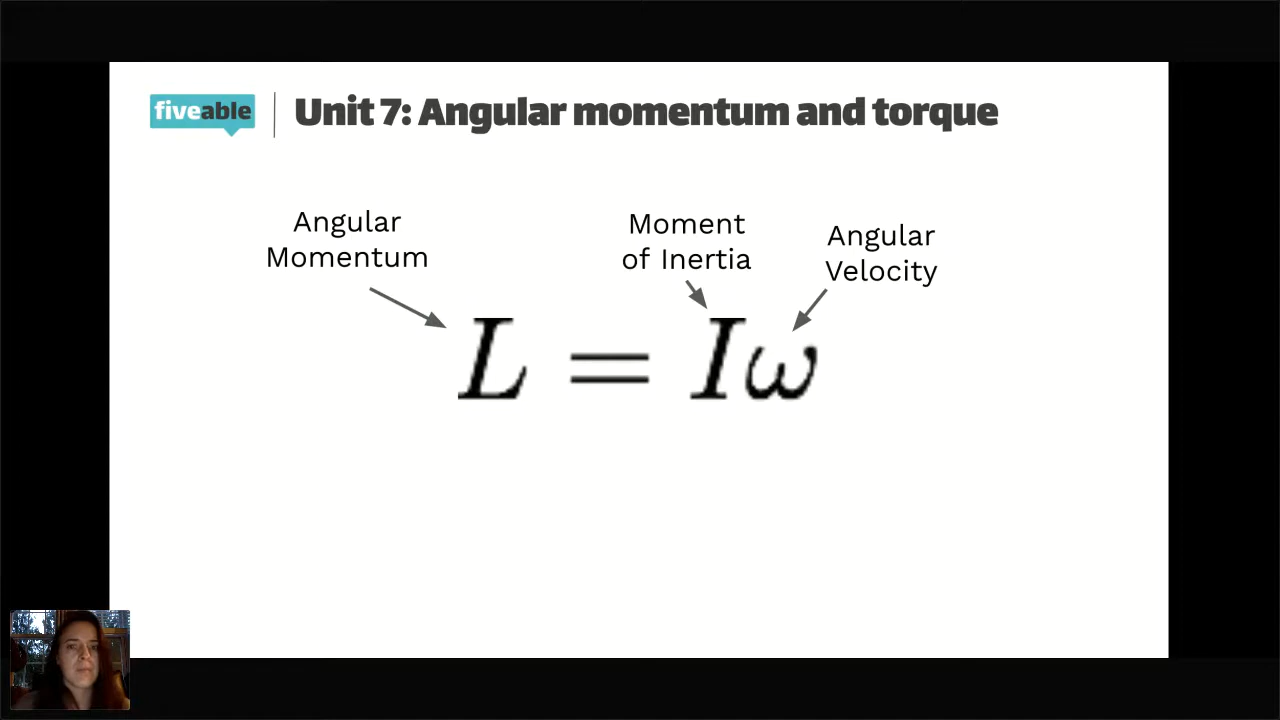 fiveable
Unit 7: Angular momentum and torque
Angular
Momentum
Moment
of Inertia
Angular
Velocity
L = Iω